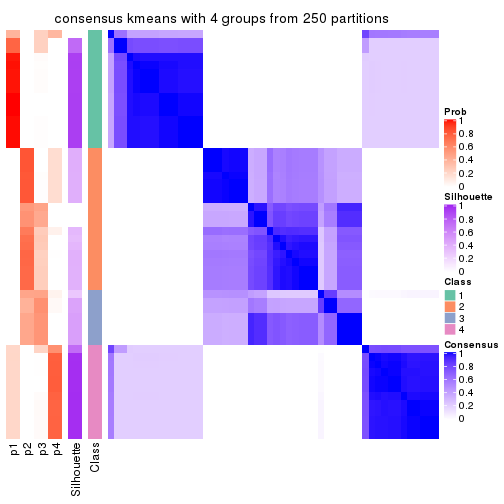 consensus kmeans with 4 groups from 250 partitions
Prob
1
0.8
0.6
0.4
0.2
0
Silhouette
1
0.8
0.6
0.4
0.2
0
Class
1
2
3
4
Consensus
1
0.8
0.6
0.4
0.2
0
p1
p2
p3
p4
Silhouette
Class